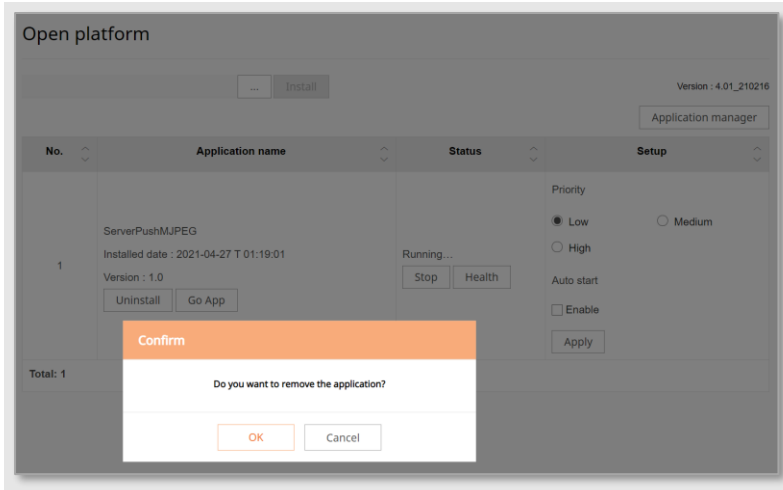 Open platform
... Install
Version : 4.01_210216
Application manager
No. Application name Status Setup
Priority
Low Medium
High
ServerPushMJPEG
Installed date : 2021-04-27 T 01:19:01
1
Version : 1.0
Uninstall Go App
Running...
Stop Health
Auto start
Enable
Apply
Total: 1
Confirm
Do you want to remove the application?
OK Cancel